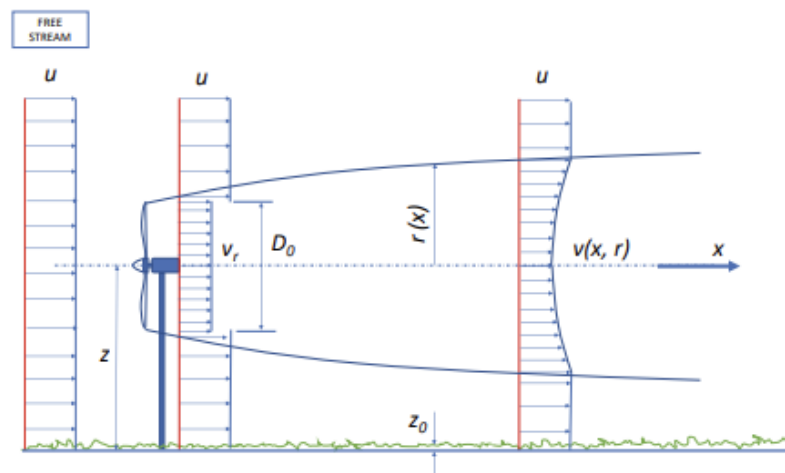 FREE
STREAM
u
u
u
r(x)
D₀
vᵣ
v(x, r)
x
z
z₀